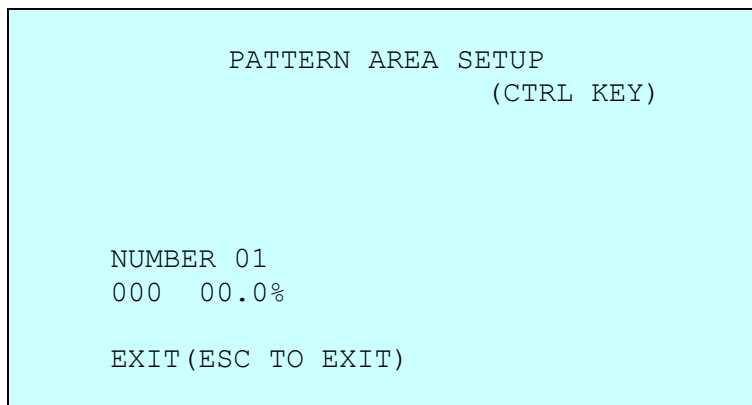 PATTERN AREA SETUP
(CTRL KEY)
NUMBER 01
000 00.0%
EXIT(ESC TO EXIT)